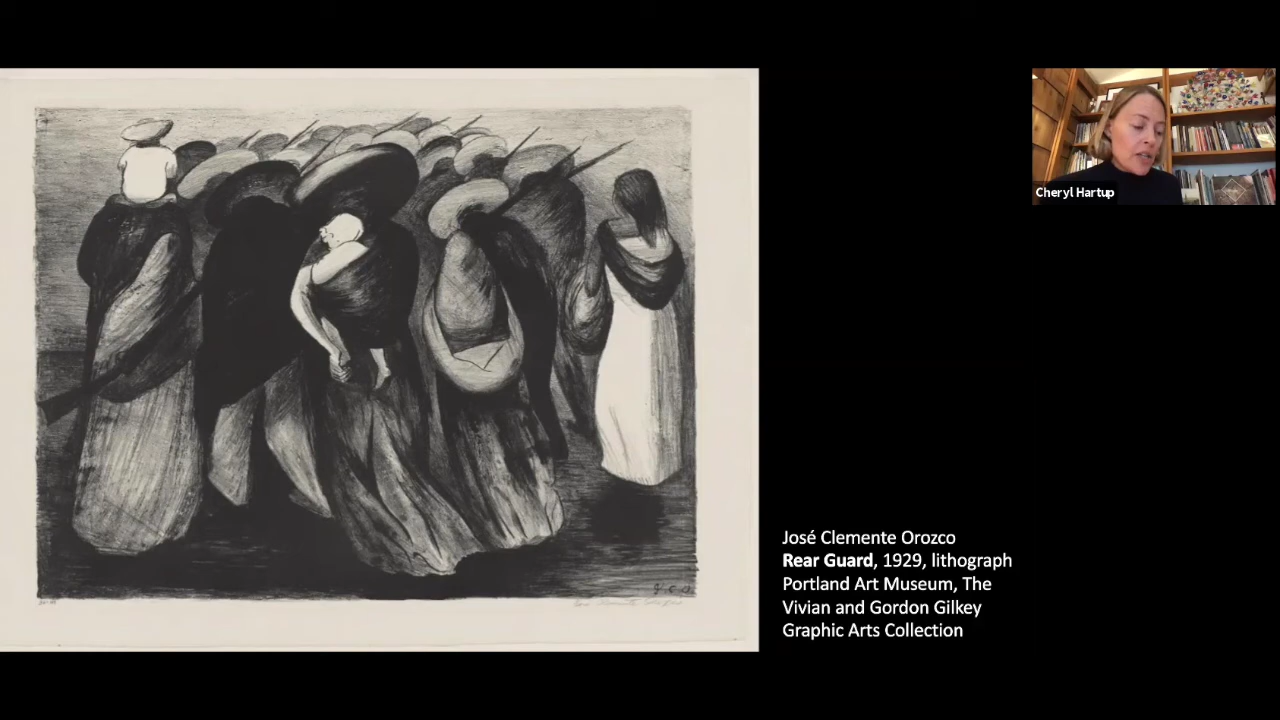 Cheryl Hartup
José Clemente Orozco
Rear Guard, 1929, lithograph
Portland Art Museum, The
Vivian and Gordon Gilkey
Graphic Arts Collection
J C O